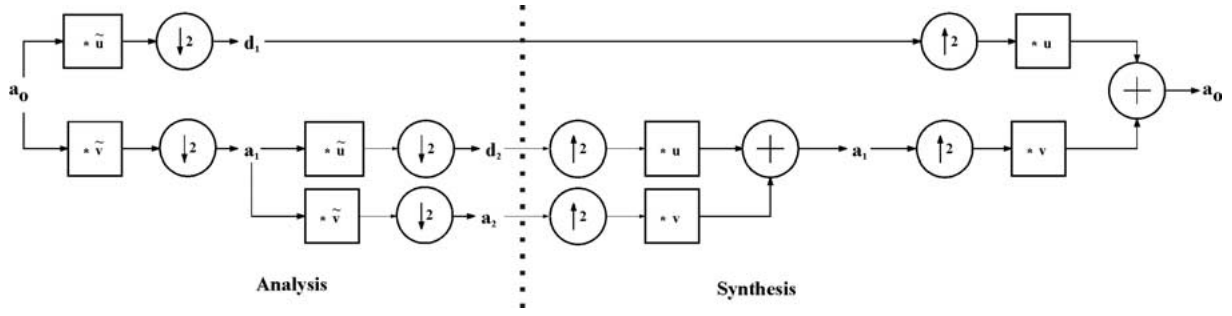 * ũ ↓2 d₁ ↑2 * u
a₀ + a₀
* ṽ ↓2 a₁ * ũ ↓2 d₂ ↑2 * u + a₁ ↑2 * v
* ṽ ↓2 a₂ ↑2 * v
Analysis Synthesis